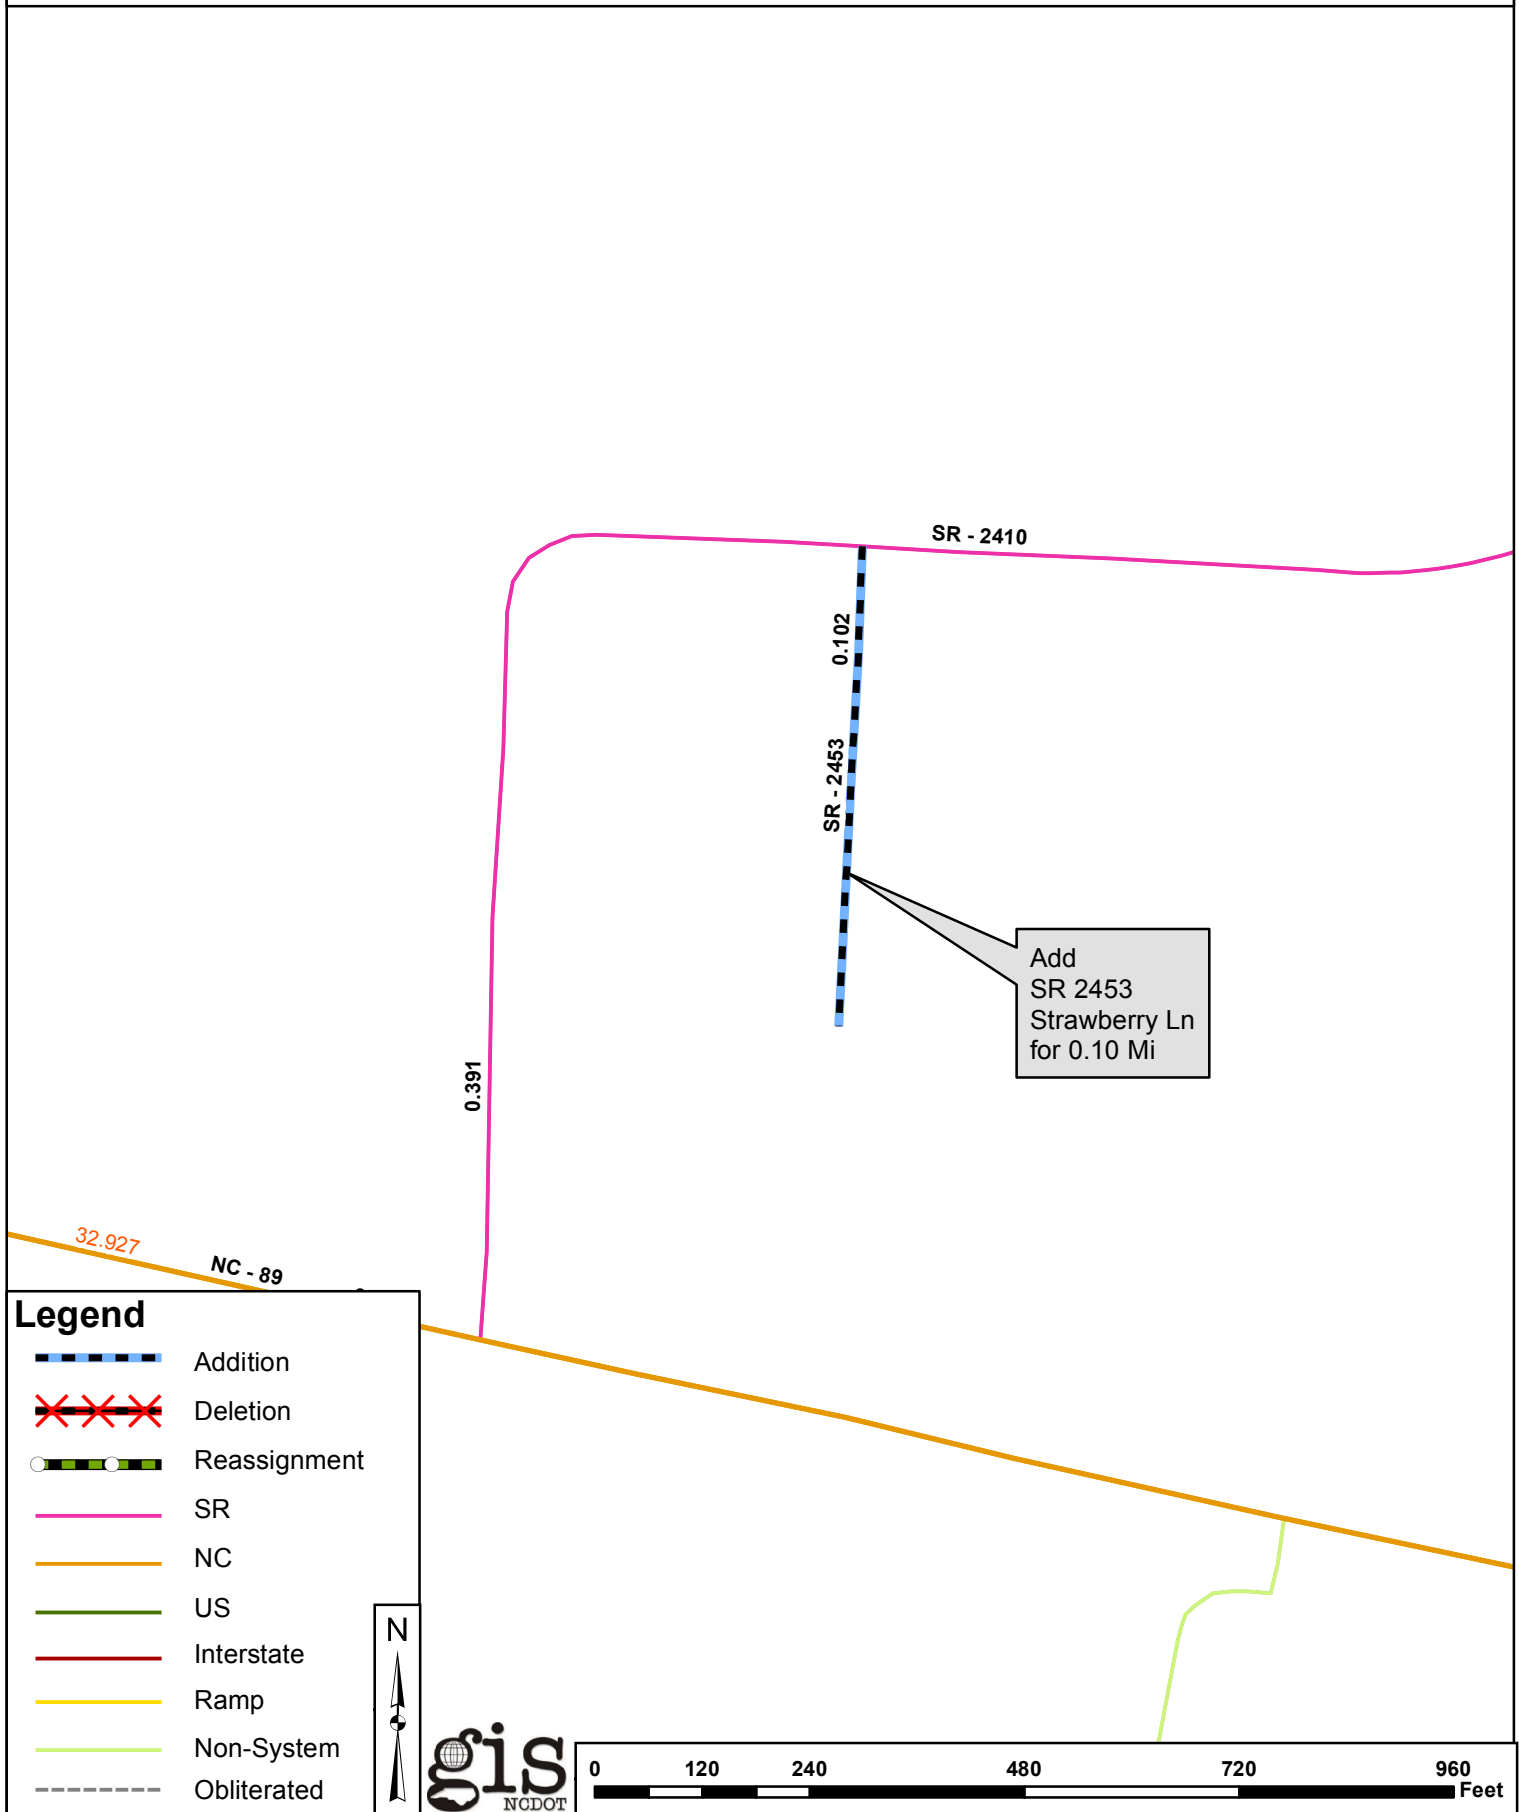 SR - 2410
0.102
SR - 2453
Add
SR 2453
Strawberry Ln
for 0.10 Mi
0.391
32.927
NC - 89
Legend
Addition
Deletion
Reassignment
SR
NC
US
Interstate
Ramp
Non-System
Obliterated
N
gis
NCDOT
0 120 240 480 720 960
Feet